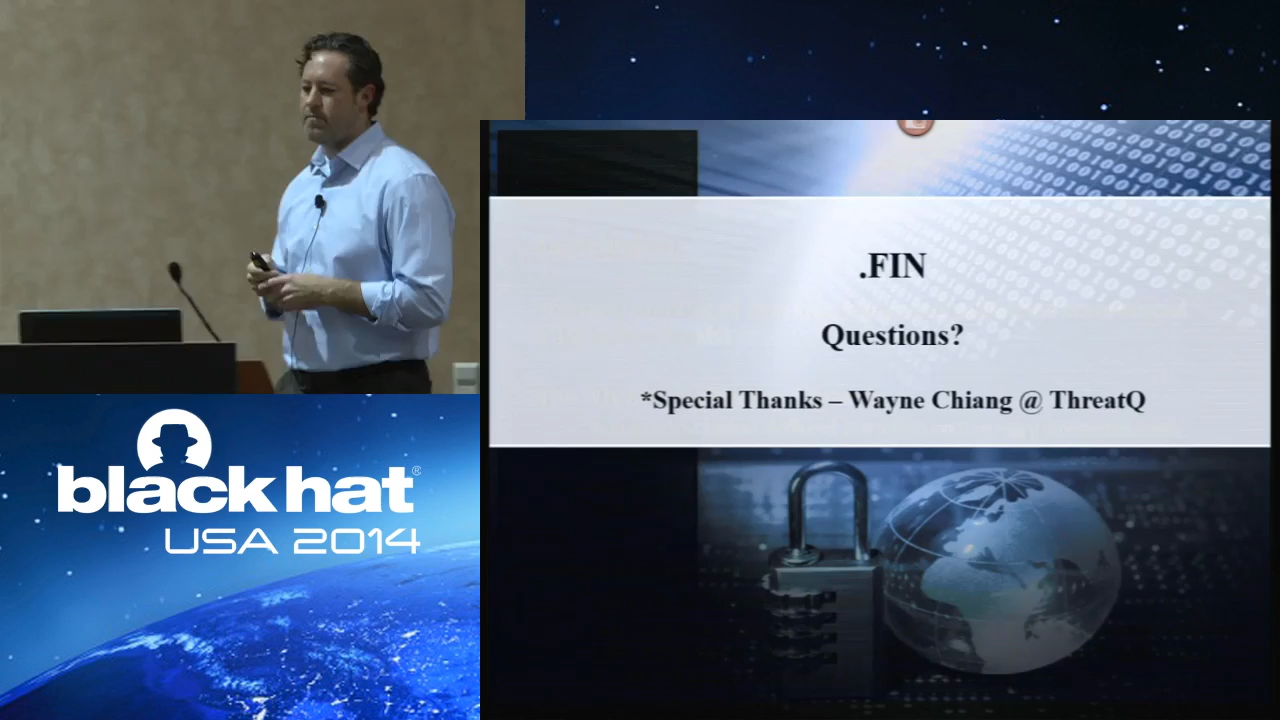 black hat®
USA 2014
.FIN
Questions?
*Special Thanks – Wayne Chiang @ ThreatQ